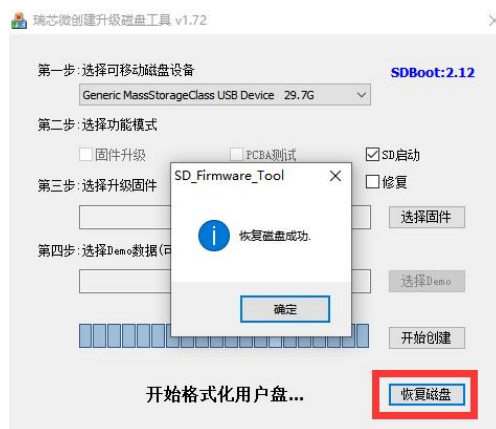 瑞芯微创建升级磁盘工具 v1.72
第一步:选择可移动磁盘设备
SDBoot:2.12
Generic MassStorageClass USB Device 29.7G
第二步:选择功能模式
固件升级
PCBA测试
SD启动
修复
第三步:选择升级固件
选择固件
SD_Firmware_Tool
恢复磁盘成功.
确定
第四步:选择Demo数据(可
选择Demo
开始创建
开始格式化用户盘...
恢复磁盘